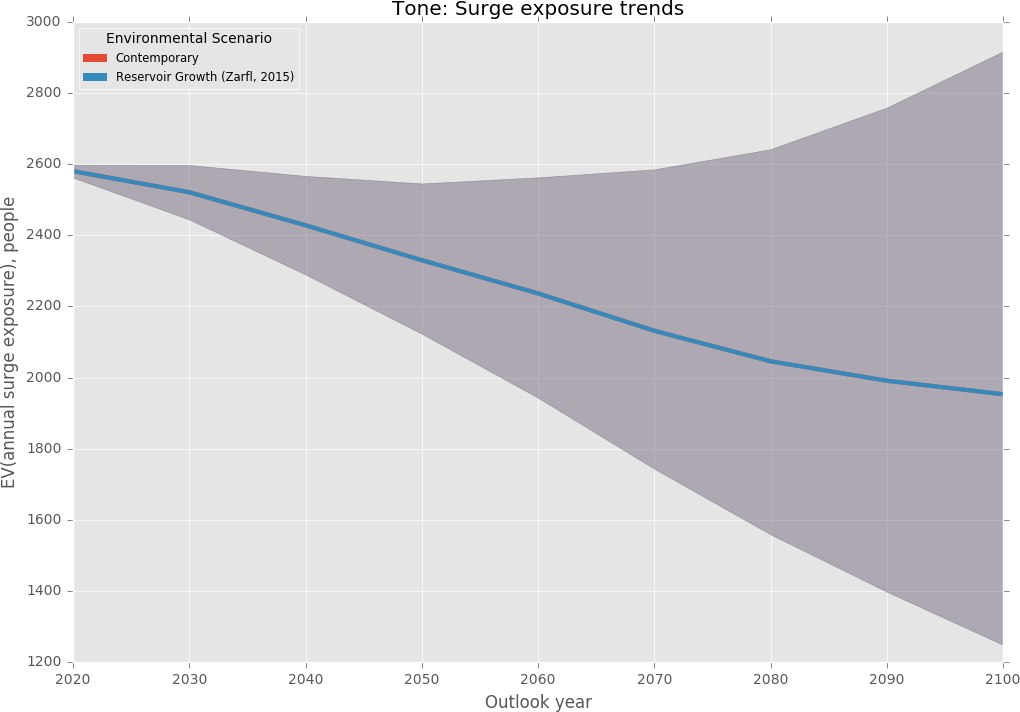 Tone: Surge exposure trends
Environmental Scenario
Contemporary
Reservoir Growth (Zarfl, 2015)
EV(annual surge exposure), people
3000
2800
2600
2400
2200
2000
1800
1600
1400
1200
2020 2030 2040 2050 2060 2070 2080 2090 2100
Outlook year